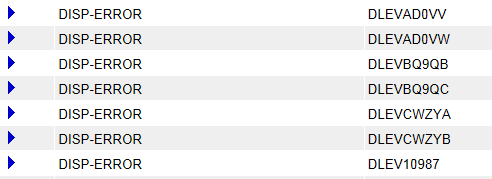 DISP-ERROR DLEVAD0VV
DISP-ERROR DLEVAD0VW
DISP-ERROR DLEVBQ9QB
DISP-ERROR DLEVBQ9QC
DISP-ERROR DLEVCWZYA
DISP-ERROR DLEVCWZYB
DISP-ERROR DLEV10987